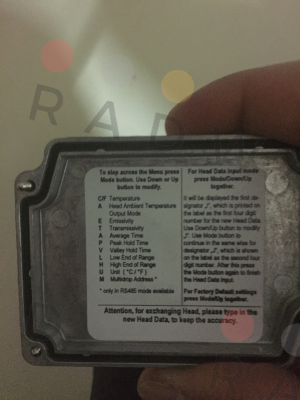 To step across the Menu press
Mode button. Use Down or Up
button to modify.
C/F Temperature
A Head Ambient Temperature
Output Mode
E Emissivity
T Transmissivity
A Average Time
P Peak Hold Time
V Valley Hold Time
L Low End of Range
H High End of Range
U Unit (°C / °F)
M Multidrop Address *
* only in RS485 mode available
For Head Data input mode
press Mode/Down/Up
together.
It will be displayed the first de-
signator „I", which is printed on
the label as the first four digit
number for the new Head Data.
Use Down/Up button to modify
„I". Use Mode button to
continue in the same wise for
designator „I", which is shown
on the label as the second four
digit number. After this press
the Mode button again to finish
the Head Data input.
For Factory Default settings
press Mode/Up together.
Attention, for exchanging Head, please type in the
new Head Data, to keep the accuracy.
RAD